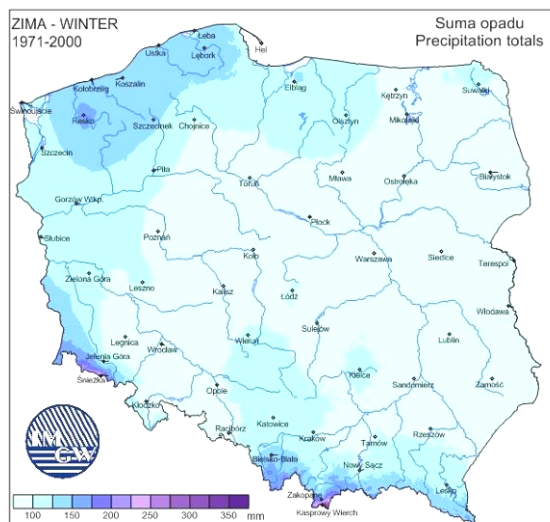 ZIMA - WINTER
1971-2000
Suma opadu
Precipitation totals
Łeba
Hel
Ustka
Lębork
Koszalin
Kołobrzeg
Elbląg
Kętrzyn
Suwałki
Świnoujście
Resko
Szczecinek
Chojnice
Olsztyn
Mikołajki
Szczecin
Piła
Mława
Ostrołęka
Białystok
Toruń
Gorzów Wlkp.
Płock
Słubice
Poznań
Koło
Warszawa
Siedlce
Terespol
Zielona Góra
Leszno
Kalisz
Łódź
Włodawa
Sulejów
Legnica
Wrocław
Wieluń
Lublin
Jelenia Góra
Śnieżka
Opole
Kielce
Sandomierz
Zamość
Kłodzko
Racibórz
Katowice
Kraków
Tarnów
Rzeszów
Bielsko-Biała
Nowy Sącz
Lesko
Zakopane
Kasprowy Wierch
IM
GW
100 150 200 250 300 350 mm